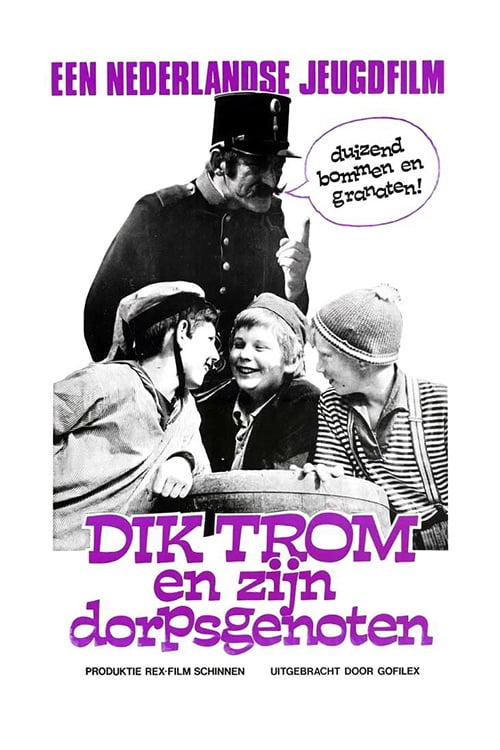 EEN NEDERLANDSE JEUGDFILM
duizend
bommen en
granaten!
DIK TROM
en zijn
dorpsgenoten
PRODUKTIE REX-FILM SCHINNEN UITGEBRACHT DOOR GOFILEX